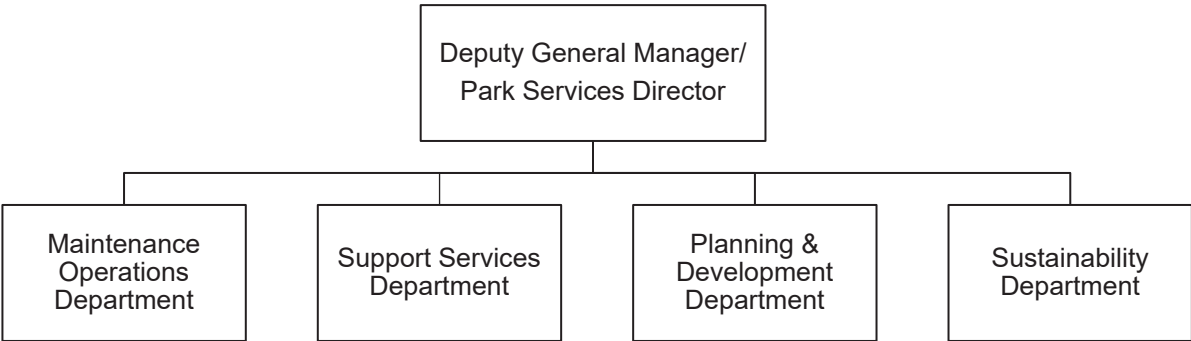 Deputy General Manager/
Park Services Director
Maintenance
Operations
Department
Support Services
Department
Planning &
Development
Department
Sustainability
Department